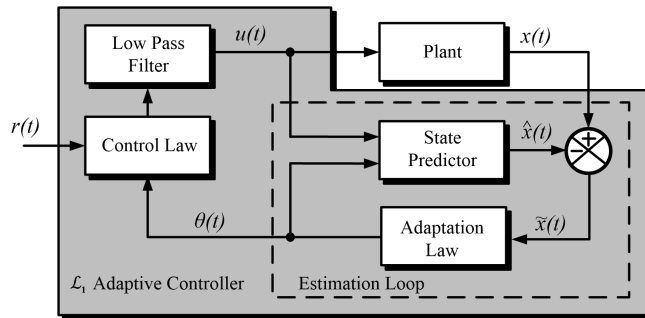 Low Pass
Filter
u(t)
Plant
x(t)
r(t)
Control Law
State
Predictor
x̂(t)
+
−
θ(t)
Adaptation
Law
x̃(t)
ℒ₁ Adaptive Controller
Estimation Loop